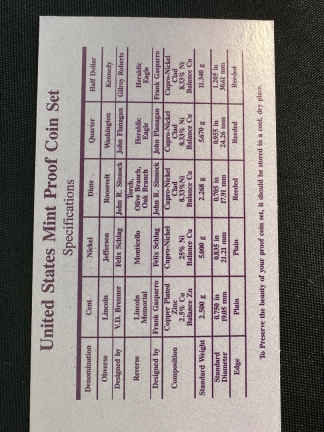 United States Mint Proof Coin Set
Specifications
Denomination Cent Nickel Dime Quarter Half Dollar
Obverse Lincoln Jefferson Roosevelt Washington Kennedy
Designed by V.D. Brenner Felix Schlag John R. Sinnock John Flanagan Gilroy Roberts
Reverse Lincoln Memorial Monticello Torch, Olive Branch, Oak Branch Heraldic Eagle Heraldic Eagle
Designed by Frank Gasparro Felix Schlag John R. Sinnock John Flanagan Frank Gasparro
Composition Copper Plated Zinc 2.5% Cu Balance Zn Cupro-Nickel 25% Ni Balance Cu Cupro-Nickel Clad 8.33% Ni Balance Cu Cupro-Nickel Clad 8.33% Ni Balance Cu Cupro-Nickel Clad 8.33% Ni Balance Cu
Standard Weight 2.500 g 5.000 g 2.268 g 5.670 g 11.340 g
Standard Diameter 0.750 in 19.05 mm 0.835 in 21.21 mm 0.705 in 17.91 mm 0.955 in 24.26 mm 1.205 in 30.61 mm
Edge Plain Plain Reeded Reeded Reeded
To Preserve the beauty of your proof coin set, it should be stored in a cool, dry place.